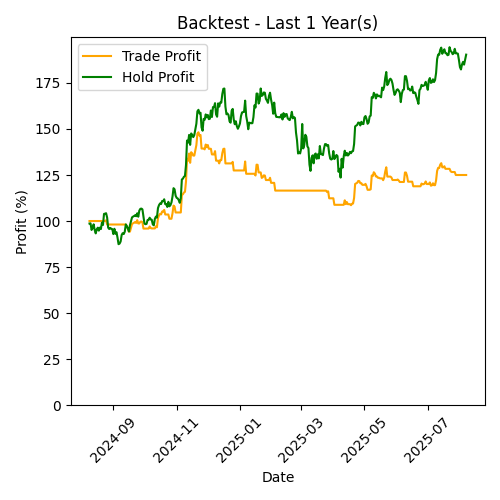 Backtest - Last 1 Year(s)
Trade Profit
Hold Profit
Profit (%)
175
150
125
100
75
50
25
0
2024-09
2024-11
2025-01
2025-03
2025-05
2025-07
Date